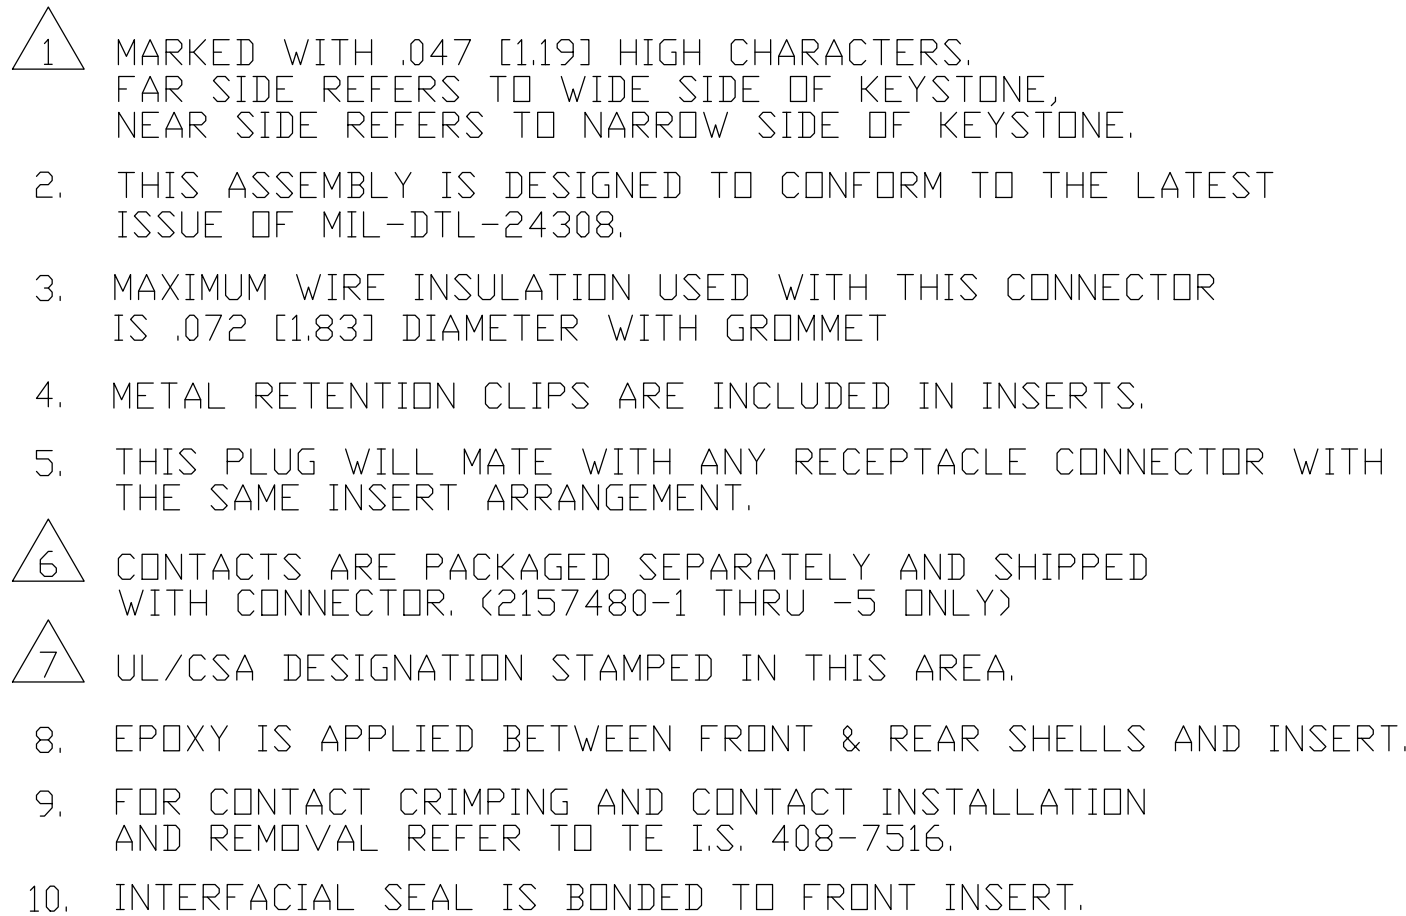 1 MARKED WITH .047 [1.19] HIGH CHARACTERS.
FAR SIDE REFERS TO WIDE SIDE OF KEYSTONE,
NEAR SIDE REFERS TO NARROW SIDE OF KEYSTONE.
2. THIS ASSEMBLY IS DESIGNED TO CONFORM TO THE LATEST
ISSUE OF MIL-DTL-24308.
3. MAXIMUM WIRE INSULATION USED WITH THIS CONNECTOR
IS .072 [1.83] DIAMETER WITH GROMMET
4. METAL RETENTION CLIPS ARE INCLUDED IN INSERTS.
5. THIS PLUG WILL MATE WITH ANY RECEPTACLE CONNECTOR WITH
THE SAME INSERT ARRANGEMENT.
6 CONTACTS ARE PACKAGED SEPARATELY AND SHIPPED
WITH CONNECTOR. (2157480-1 THRU -5 ONLY)
7 UL/CSA DESIGNATION STAMPED IN THIS AREA.
8. EPOXY IS APPLIED BETWEEN FRONT & REAR SHELLS AND INSERT.
9. FOR CONTACT CRIMPING AND CONTACT INSTALLATION
AND REMOVAL REFER TO TE I.S. 408-7516.
10. INTERFACIAL SEAL IS BONDED TO FRONT INSERT.